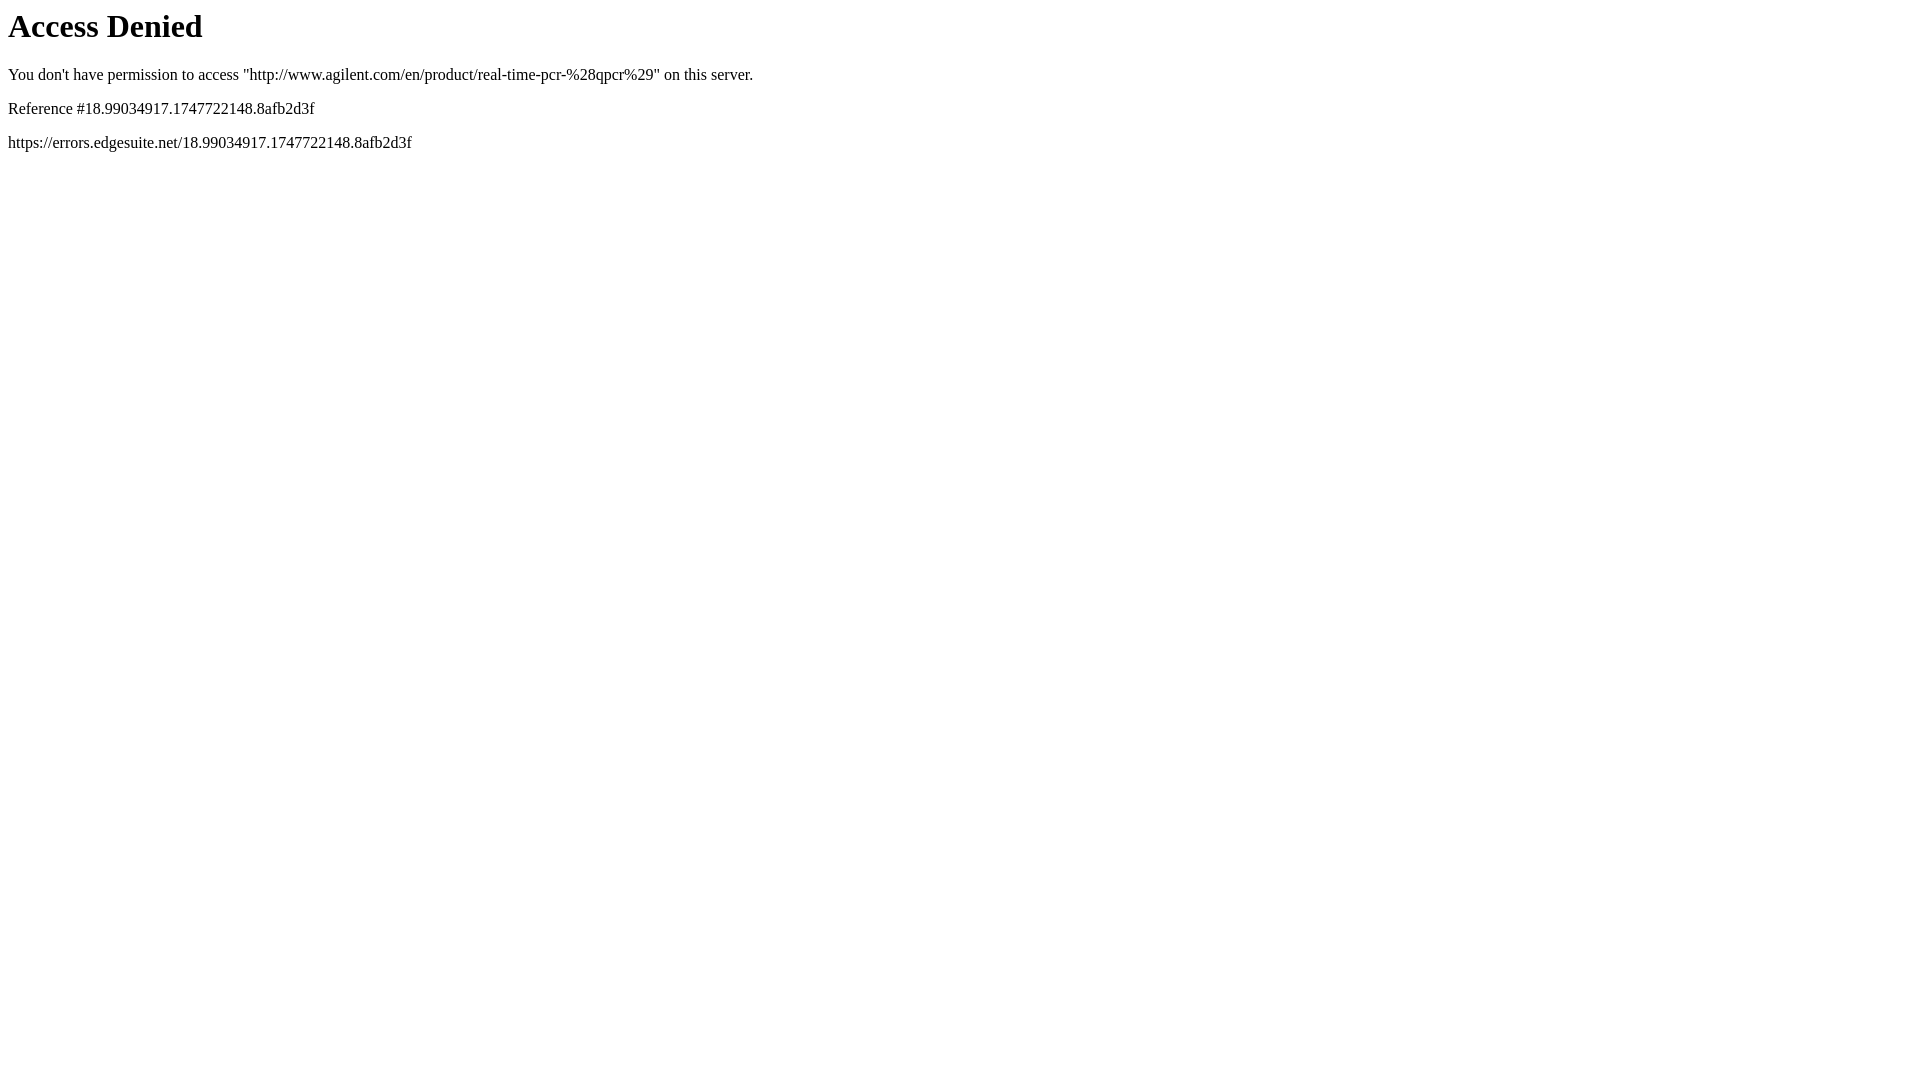 Access Denied
You don't have permission to access "http://www.agilent.com/en/product/real-time-pcr-%28qpcr%29" on this server.
Reference #18.99034917.1747722148.8afb2d3f
https://errors.edgesuite.net/18.99034917.1747722148.8afb2d3f